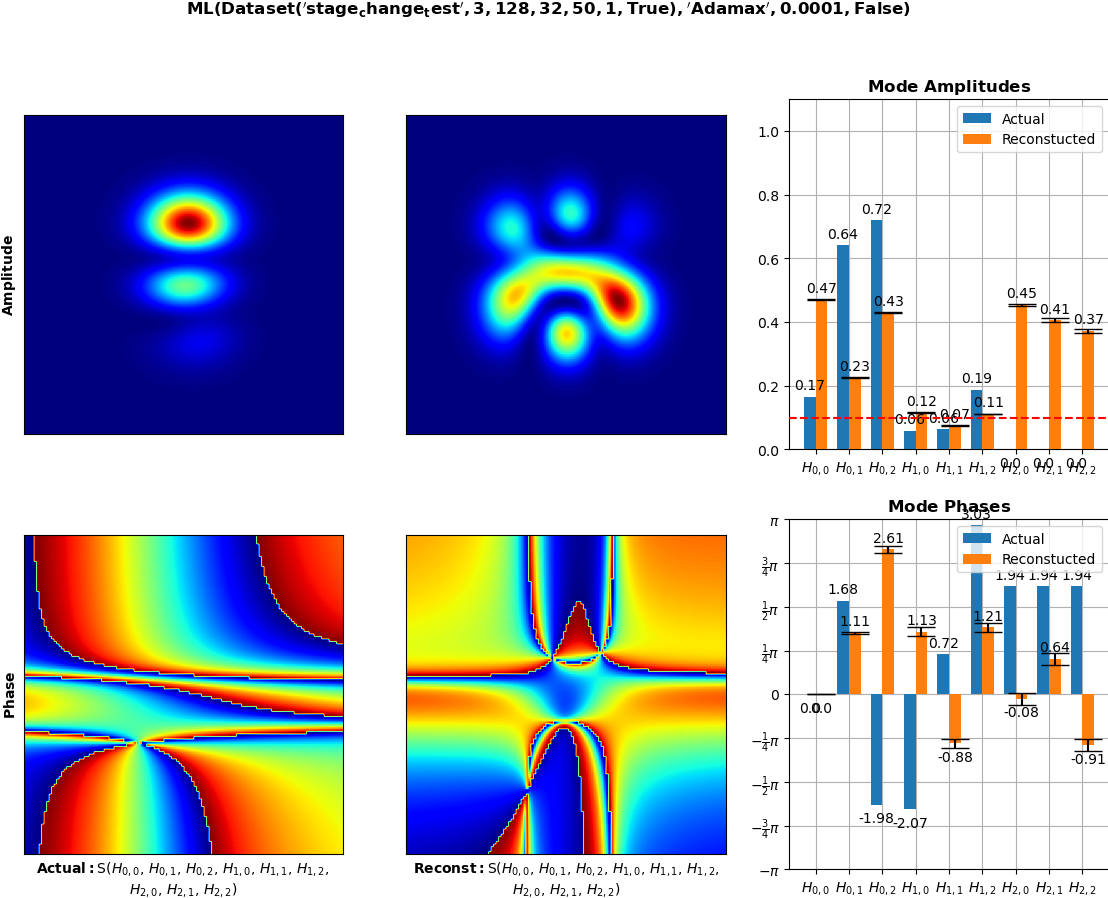 ML(Dataset('stage_change_test', 3, 128, 32, 50, 1, True), 'Adamax', 0.0001, False)
Amplitude
Mode Amplitudes
Actual
Reconstucted
1.0
0.8
0.6
0.4
0.2
0.0
0.17
0.64
0.72
0.06
0.06
0.19
0.0
0.0
0.0
0.47
0.23
0.43
0.12
0.07
0.11
0.45
0.41
0.37
H0,0 H0,1 H0,2 H1,0 H1,1 H1,2 H2,0 H2,1 H2,2
Phase
Mode Phases
Actual
Reconstucted
π
3/4π
1/2π
1/4π
0
−1/4π
−1/2π
−3/4π
−π
0.0
1.68
-1.98
-2.07
0.72
3.03
1.94
1.94
1.94
0.0
1.11
2.61
1.13
-0.88
1.21
-0.08
0.64
-0.91
H0,0 H0,1 H0,2 H1,0 H1,1 H1,2 H2,0 H2,1 H2,2
Actual: S(H0,0, H0,1, H0,2, H1,0, H1,1, H1,2,
H2,0, H2,1, H2,2)
Reconst: S(H0,0, H0,1, H0,2, H1,0, H1,1, H1,2,
H2,0, H2,1, H2,2)